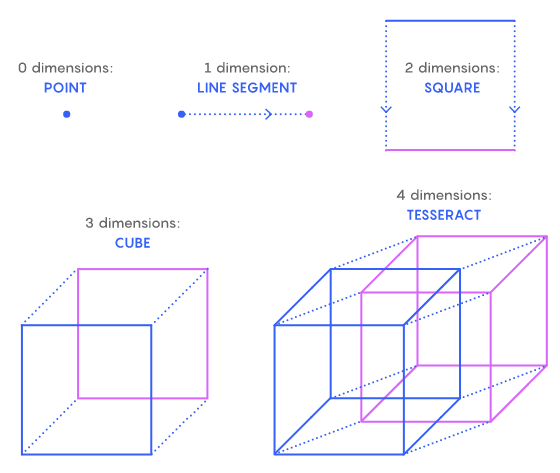 0 dimensions:
POINT
1 dimension:
LINE SEGMENT
2 dimensions:
SQUARE
3 dimensions:
CUBE
4 dimensions:
TESSERACT